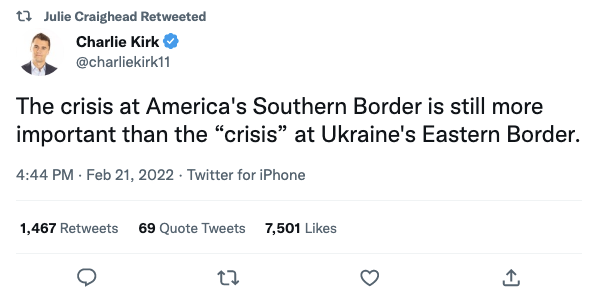 Julie Craighead Retweeted
Charlie Kirk
@charliekirk11
The crisis at America's Southern Border is still more
important than the “crisis” at Ukraine's Eastern Border.
4:44 PM · Feb 21, 2022 · Twitter for iPhone
1,467 Retweets 69 Quote Tweets 7,501 Likes